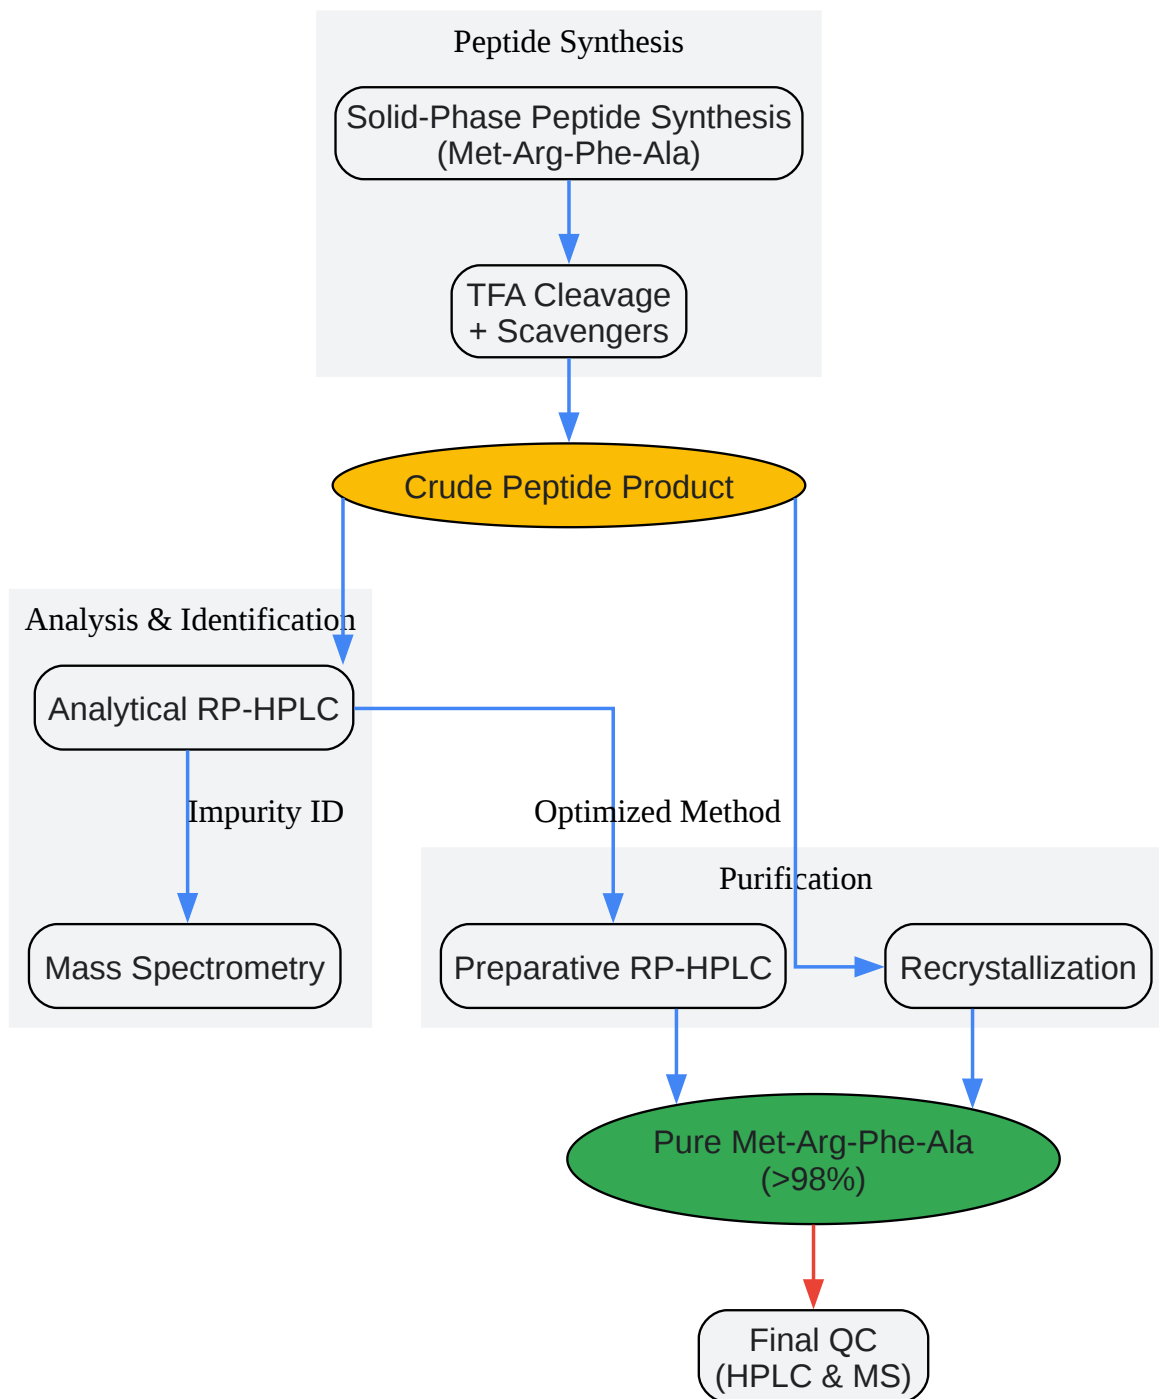 Peptide Synthesis
Solid-Phase Peptide Synthesis
(Met-Arg-Phe-Ala)
TFA Cleavage
+ Scavengers
Crude Peptide Product
Analysis & Identification
Analytical RP-HPLC
Impurity ID
Optimized Method
Purification
Mass Spectrometry
Preparative RP-HPLC
Recrystallization
Pure Met-Arg-Phe-Ala
(>98%)
Final QC
(HPLC & MS)